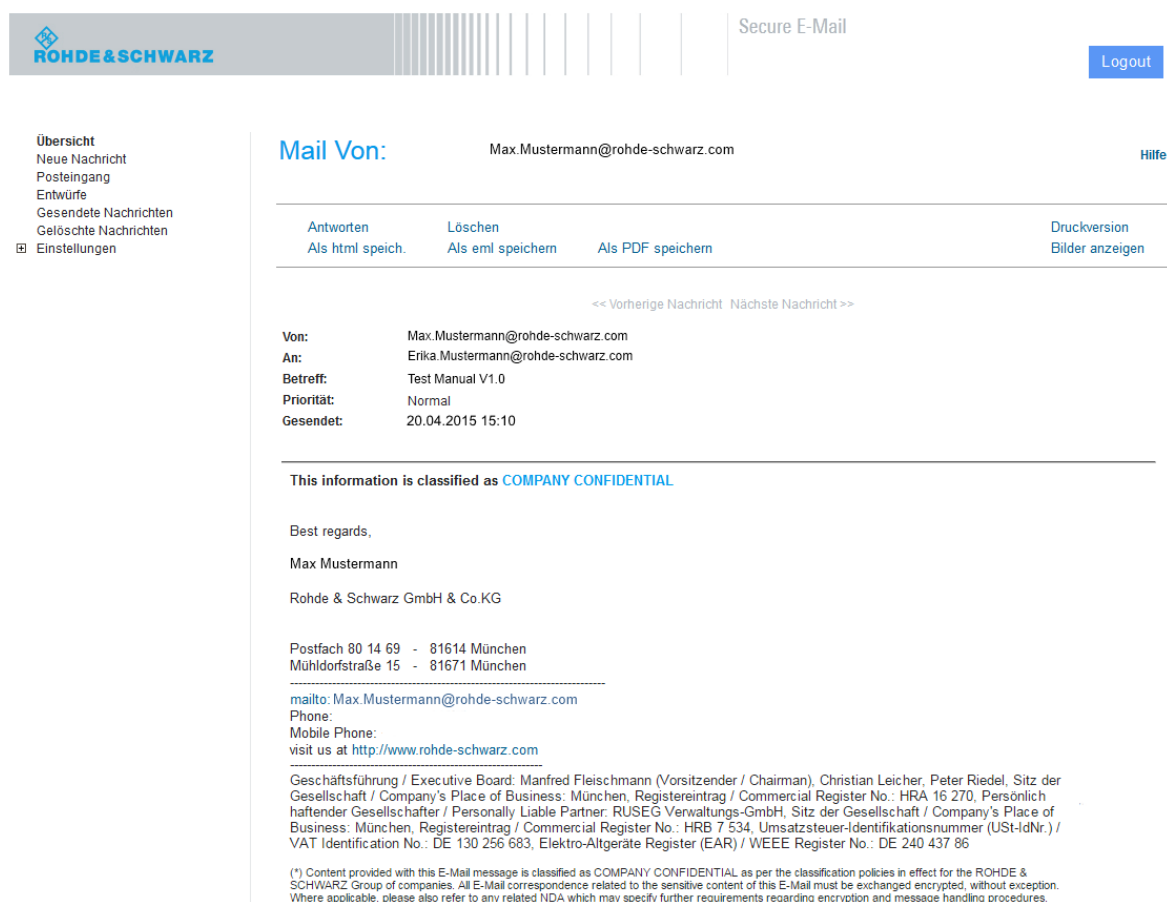 ROHDE & SCHWARZ
Secure E-Mail
Logout
Übersicht
Neue Nachricht
Posteingang
Entwürfe
Gesendete Nachrichten
Gelöschte Nachrichten
Einstellungen
Mail Von: Max.Mustermann@rohde-schwarz.com
Hilfe
Antworten Löschen Druckversion
Als html speich. Als eml speichern Als PDF speichern Bilder anzeigen
<< Vorherige Nachricht Nächste Nachricht >>
Von: Max.Mustermann@rohde-schwarz.com
An: Erika.Mustermann@rohde-schwarz.com
Betreff: Test Manual V1.0
Priorität: Normal
Gesendet: 20.04.2015 15:10
This information is classified as COMPANY CONFIDENTIAL
Best regards,
Max Mustermann
Rohde & Schwarz GmbH & Co.KG
Postfach 80 14 69 - 81614 München
Mühldorfstraße 15 - 81671 München
---------------------------------------------------------------------------
mailto: Max.Mustermann@rohde-schwarz.com
Phone:
Mobile Phone:
visit us at http://www.rohde-schwarz.com
------------------------------------------------------------
Geschäftsführung / Executive Board: Manfred Fleischmann (Vorsitzender / Chairman), Christian Leicher, Peter Riedel, Sitz der
Gesellschaft / Company's Place of Business: München, Registereintrag / Commercial Register No.: HRA 16 270, Persönlich
haftender Gesellschafter / Personally Liable Partner: RUSEG Verwaltungs-GmbH, Sitz der Gesellschaft / Company's Place of
Business: München, Registereintrag / Commercial Register No.: HRB 7 534, Umsatzsteuer-Identifikationsnummer (USt-IdNr.) /
VAT Identification No.: DE 130 256 683, Elektro-Altgeräte Register (EAR) / WEEE Register No.: DE 240 437 86
(*) Content provided with this E-Mail message is classified as COMPANY CONFIDENTIAL as per the classification policies in effect for the ROHDE &
SCHWARZ Group of companies. All E-Mail correspondence related to the sensitive content of this E-Mail must be exchanged encrypted, without exception.
Where applicable, please also refer to any related NDA which may specify further requirements regarding encryption and message handling procedures.